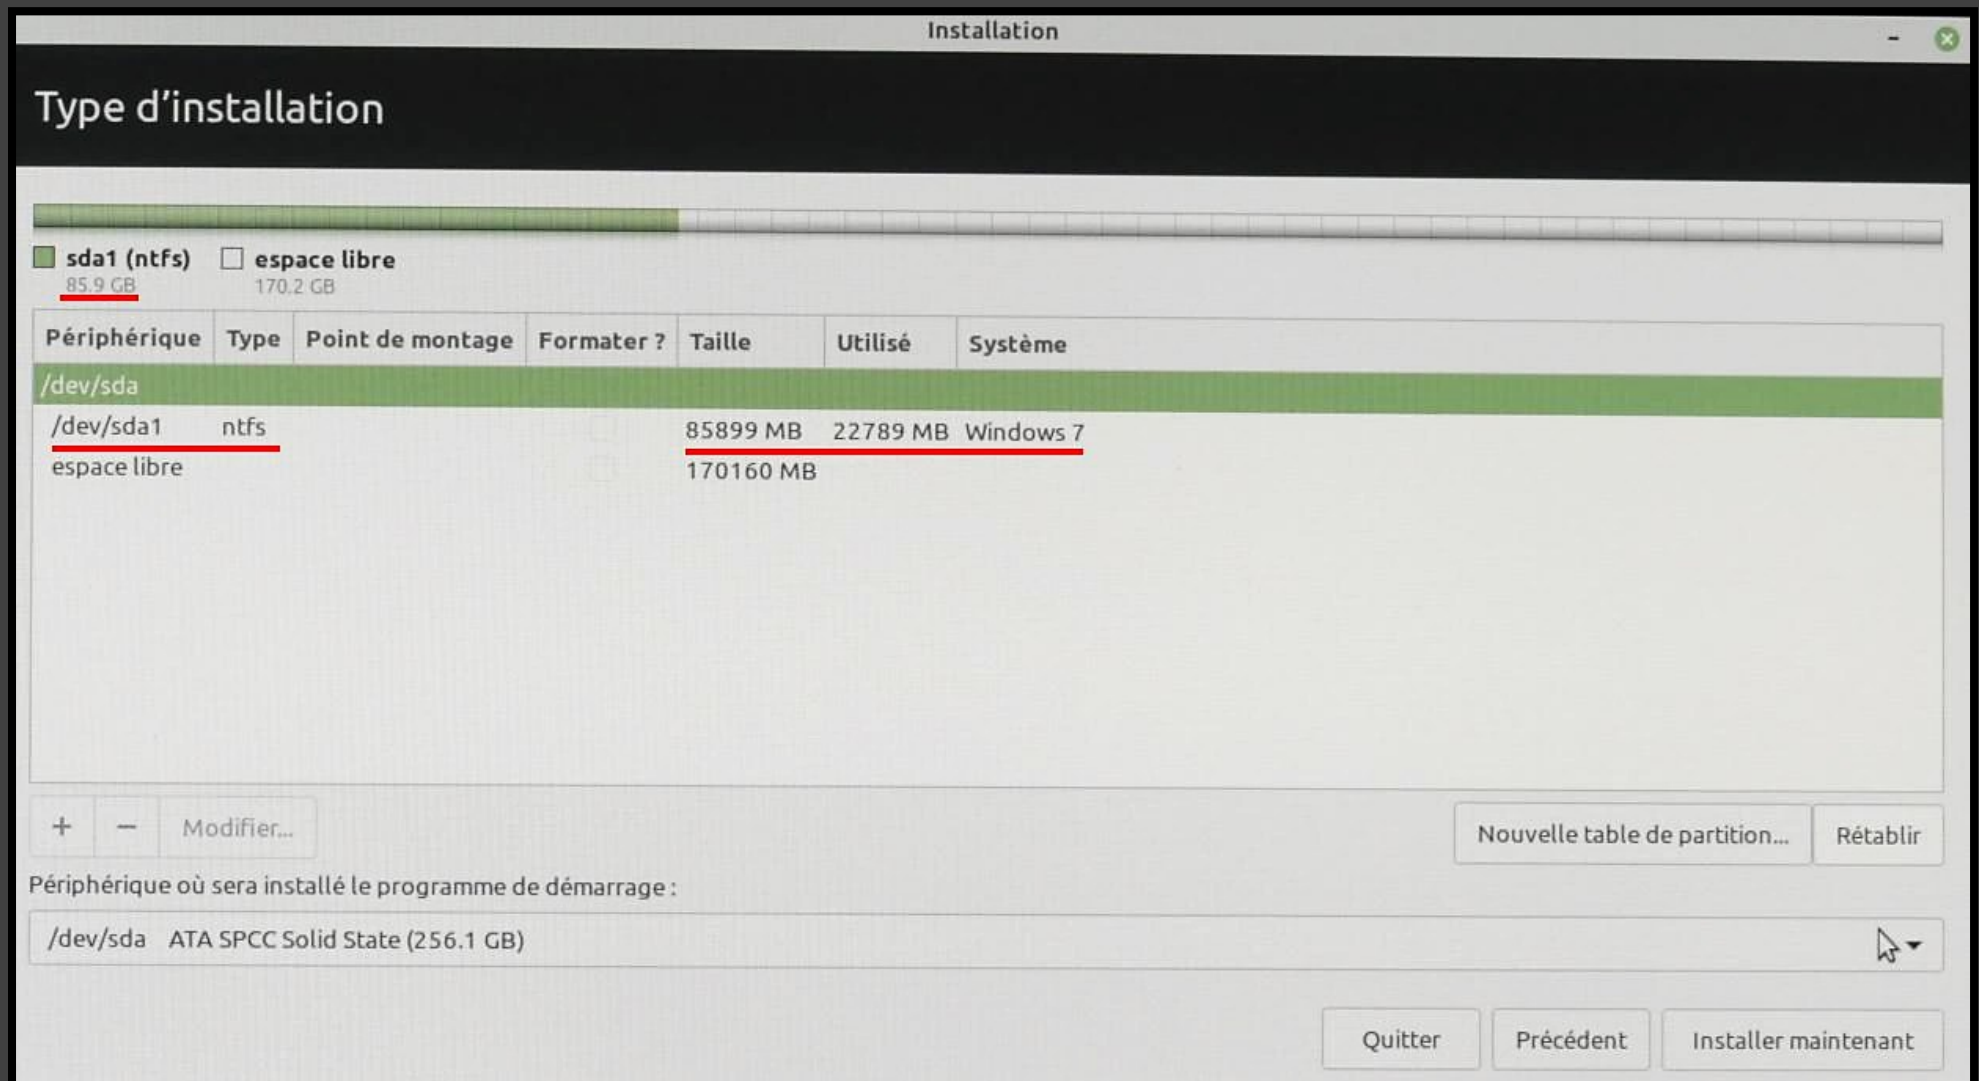 Installation
Type d'installation
sda1 (ntfs) espace libre
85.9 GB 170.2 GB
Périphérique Type Point de montage Formater ? Taille Utilisé Système
/dev/sda
/dev/sda1 ntfs 85899 MB 22789 MB Windows 7
espace libre 170160 MB
+ − Modifier...
Nouvelle table de partition... Rétablir
Périphérique où sera installé le programme de démarrage :
/dev/sda ATA SPCC Solid State (256.1 GB)
Quitter Précédent Installer maintenant